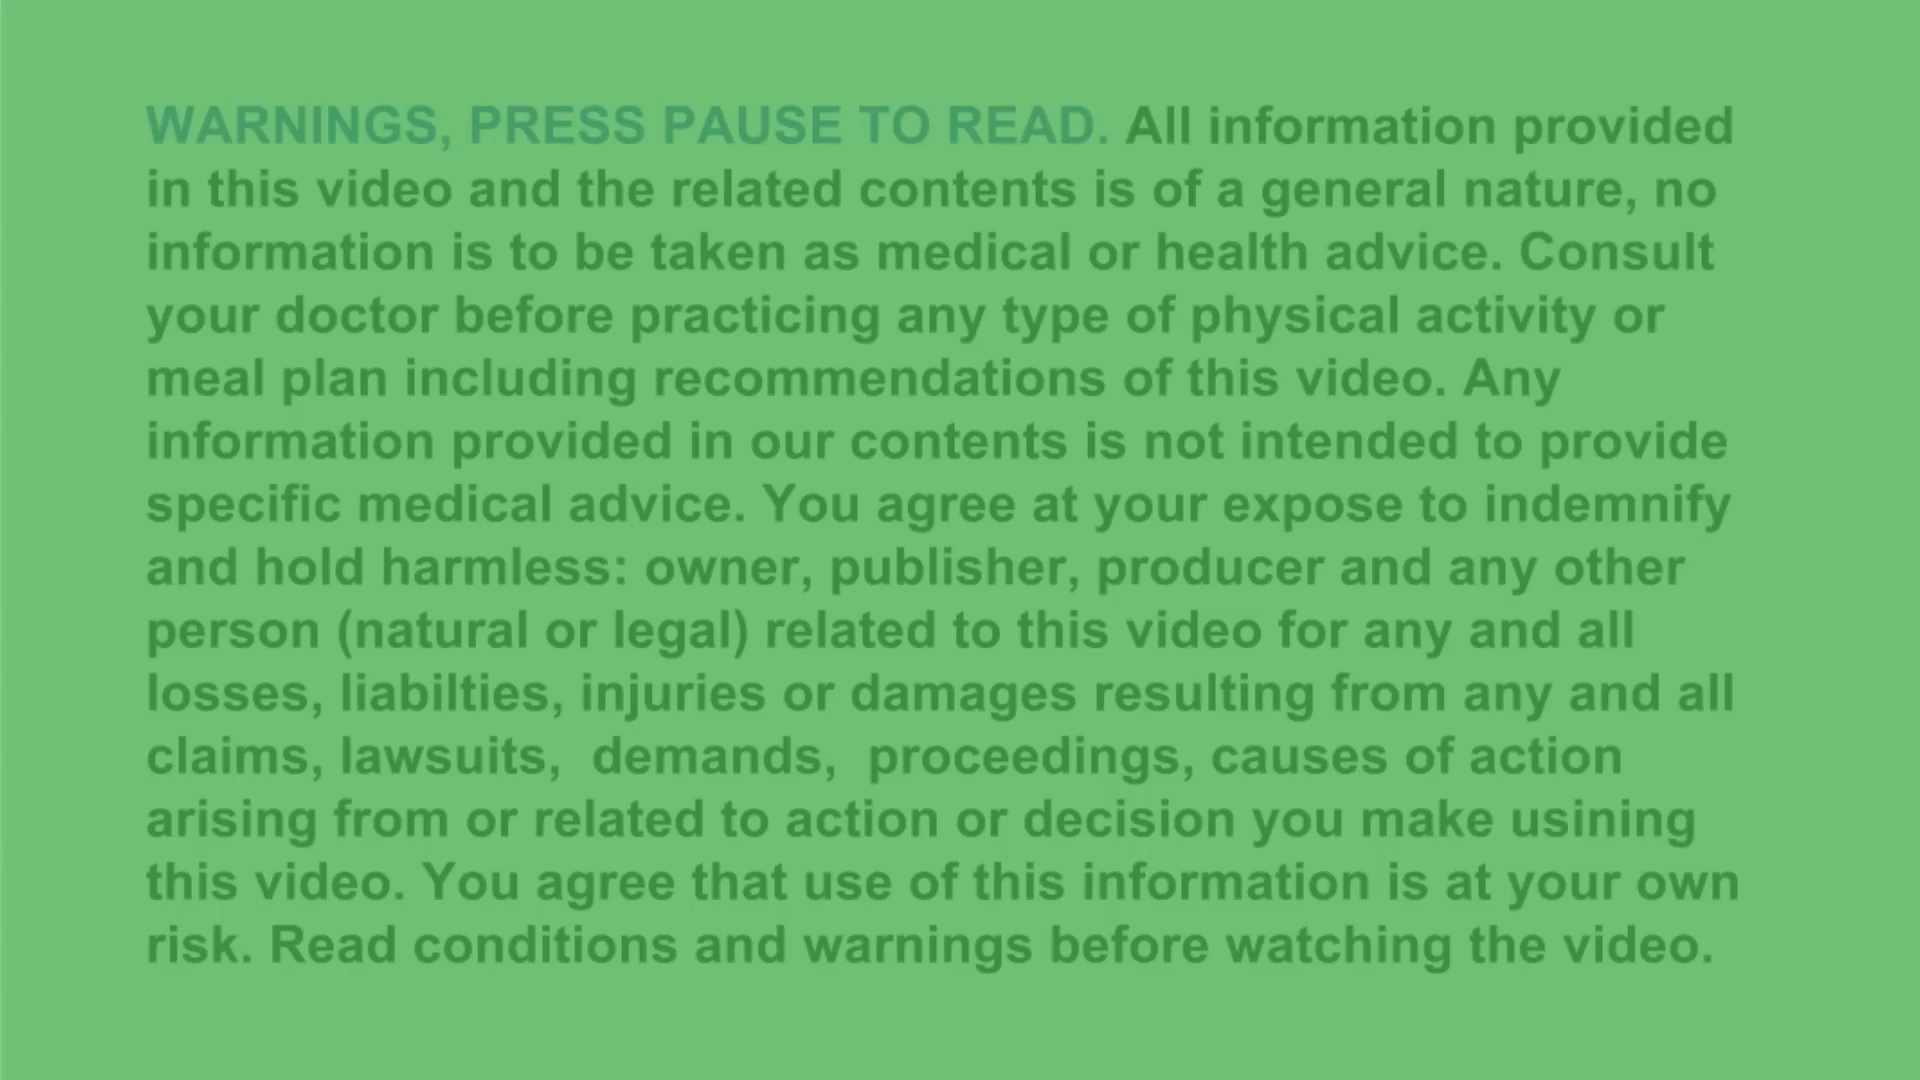 WARNINGS, PRESS PAUSE TO READ. All information provided
in this video and the related contents is of a general nature, no
information is to be taken as medical or health advice. Consult
your doctor before practicing any type of physical activity or
meal plan including recommendations of this video. Any
information provided in our contents is not intended to provide
specific medical advice. You agree at your expose to indemnify
and hold harmless: owner, publisher, producer and any other
person (natural or legal) related to this video for any and all
losses, liabilties, injuries or damages resulting from any and all
claims, lawsuits,  demands,  proceedings, causes of action
arising from or related to action or decision you make usining
this video. You agree that use of this information is at your own
risk. Read conditions and warnings before watching the video.